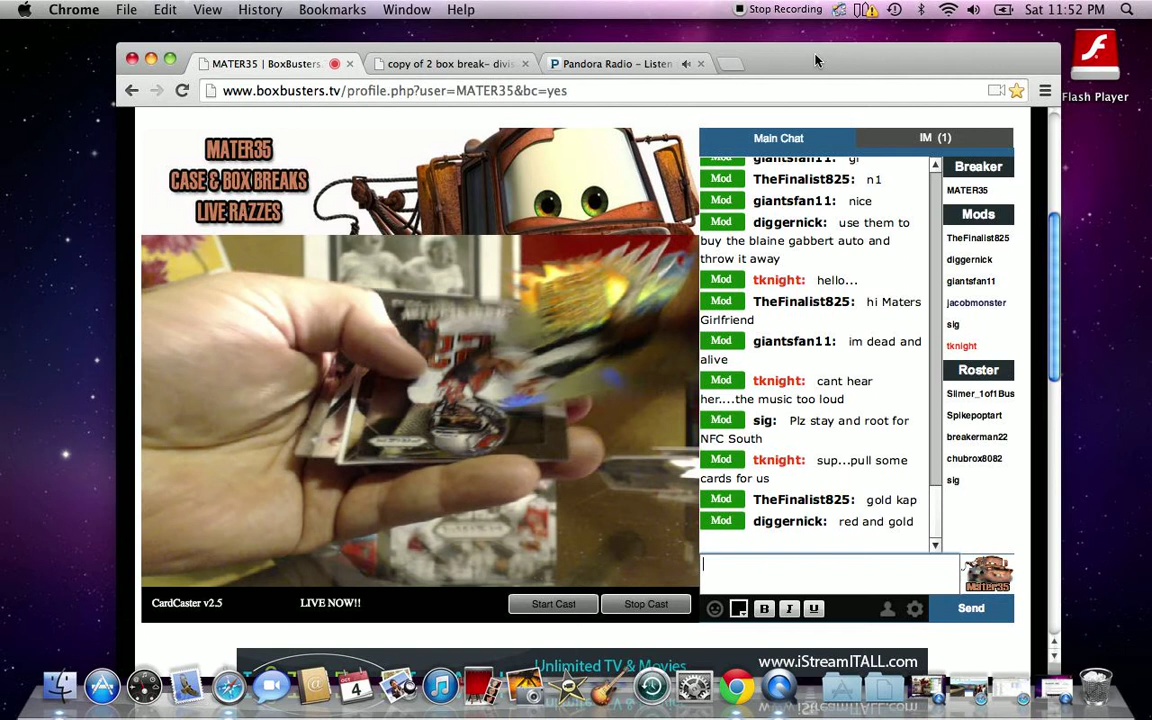 Chrome File Edit View History Bookmarks Window Help
Stop Recording Sat 11:52 PM
MATER35 | BoxBusters.
copy of 2 box break- divis
Pandora Radio - Listen
www.boxbusters.tv/profile.php?user=MATER35&bc=yes
Flash Player
MATER35
CASE & BOX BREAKS
LIVE RAZZES
Main Chat
IM (1)
Mod giantsfan11: gl
Mod TheFinalist825: n1
Mod giantsfan11: nice
Mod diggernick: use them to
buy the blaine gabbert auto and
throw it away
Mod tknight: hello...
Mod TheFinalist825: hi Maters
Girlfriend
Mod giantsfan11: im dead and
alive
Mod tknight: cant hear
her....the music too loud
Mod sig: Plz stay and root for
NFC South
Mod tknight: sup...pull some
cards for us
Mod TheFinalist825: gold kap
Mod diggernick: red and gold
Breaker
MATER35
Mods
TheFinalist825
diggernick
giantsfan11
jacobmonster
sig
tknight
Roster
Slimer_1of1Bus
Spikepoptart
breakerman22
chubrox8082
sig
CardCaster v2.5
LIVE NOW!!
Start Cast
Stop Cast
B I U
Mater35
Send
Unlimited TV & Movies
www.iStreamITALL.com
OCT
4